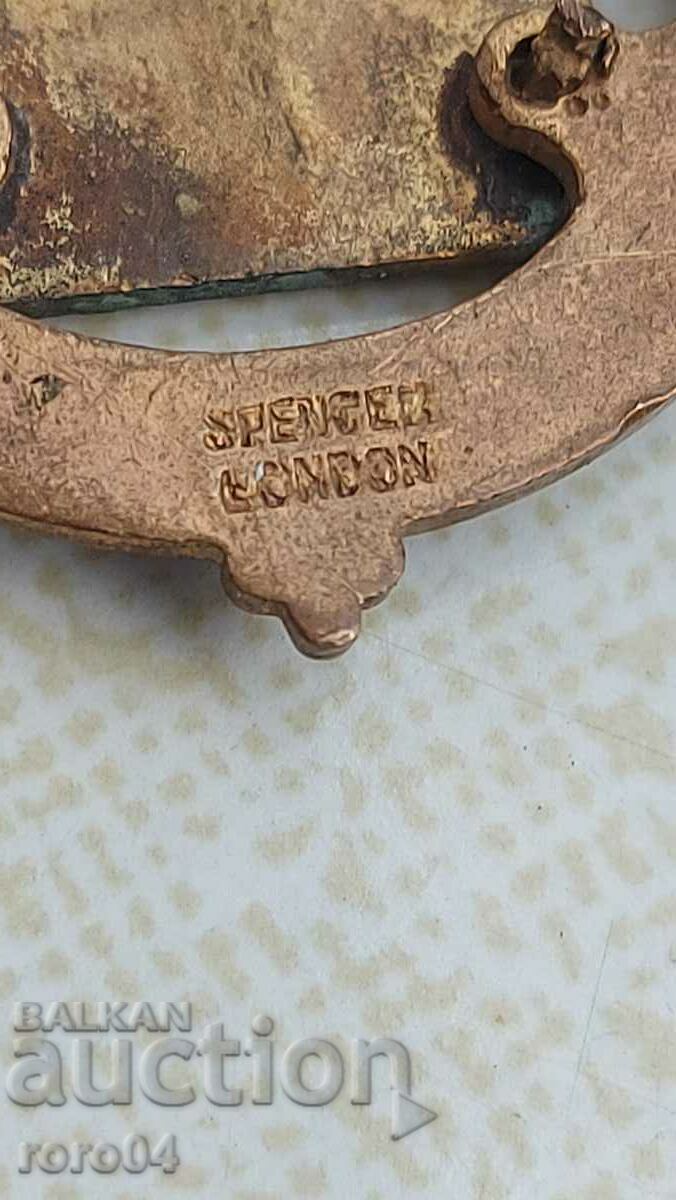 SPENCER
LONDON
BALKAN
auction
roro04